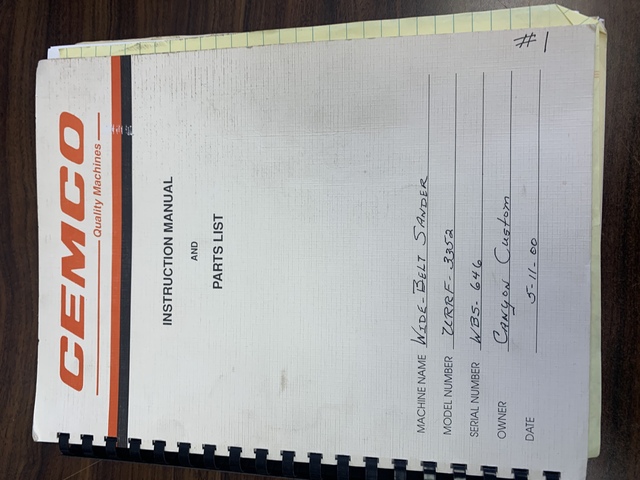 #1
CEMCO
Quality Machines
INSTRUCTION MANUAL
AND
PARTS LIST
MACHINE NAME WIDE-BELT SANDER
MODEL NUMBER URRF-3352
SERIAL NUMBER WBS-646
OWNER CANYON CUSTOM
DATE 5-11-00